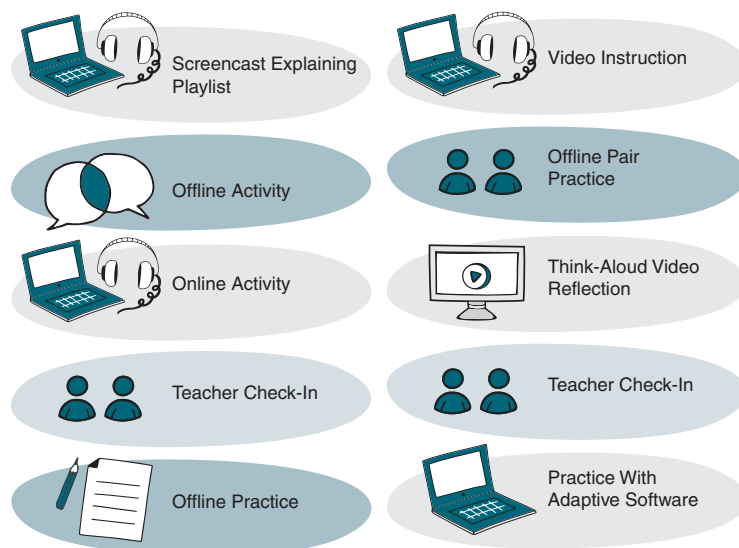 Screencast Explaining
Playlist
Offline Activity
Online Activity
Teacher Check-In
Offline Practice
Video Instruction
Offline Pair
Practice
Think-Aloud Video
Reflection
Teacher Check-In
Practice With
Adaptive Software